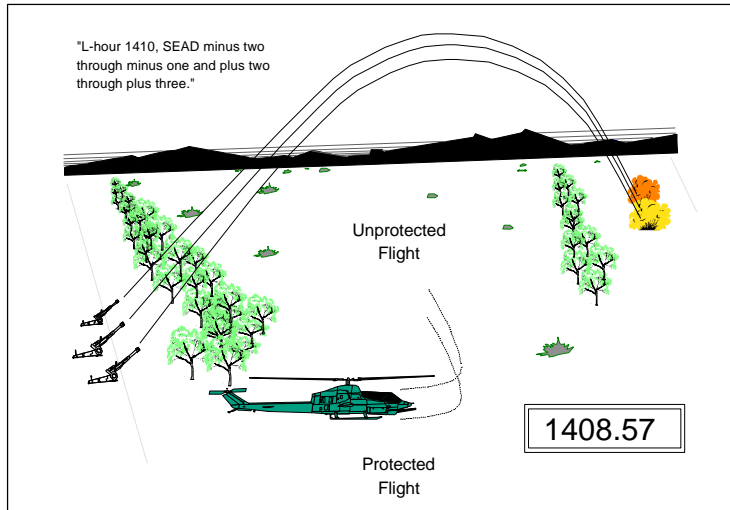 "L-hour 1410, SEAD minus two
through minus one and plus two
through plus three."
Unprotected
Flight
1408.57
Protected
Flight